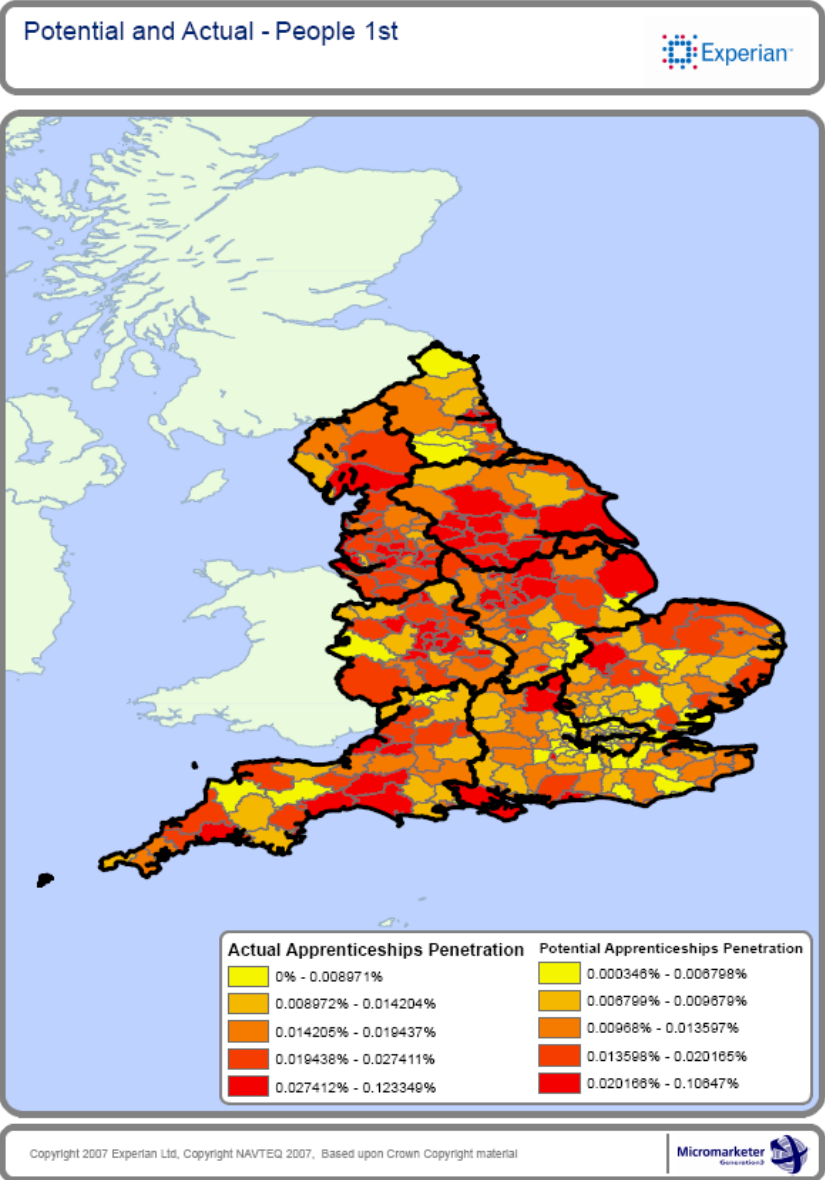 Potential and Actual - People 1st
Experian™
Actual Apprenticeships Penetration
0% - 0.008971%
0.008972% - 0.014204%
0.014205% - 0.019437%
0.019438% - 0.027411%
0.027412% - 0.123349%
Potential Apprenticeships Penetration
0.000346% - 0.006798%
0.006799% - 0.009679%
0.00968% - 0.013597%
0.013598% - 0.020165%
0.020166% - 0.10647%
Copyright 2007 Experian Ltd, Copyright NAVTEQ 2007, Based upon Crown Copyright material
Micromarketer
Generation3